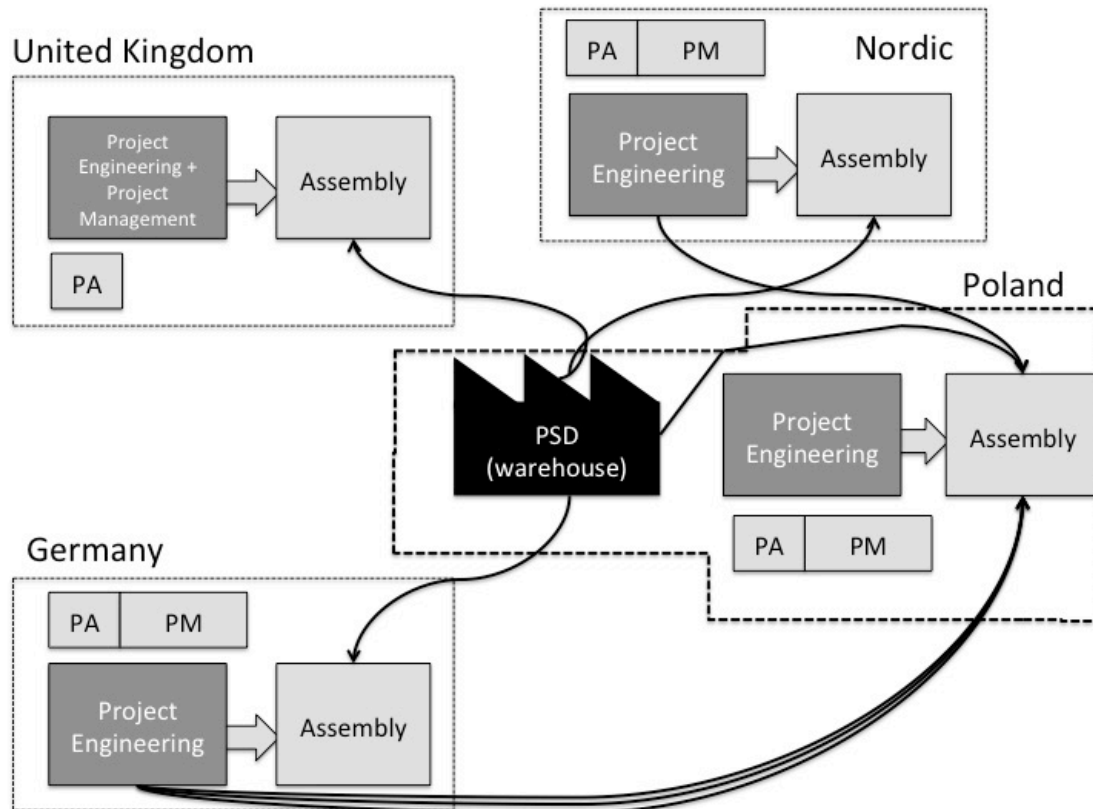 United Kingdom
Project
Engineering +
Project
Management
Assembly
PA
PA
PM
Nordic
Project
Engineering
Assembly
Poland
PSD
(warehouse)
Project
Engineering
Assembly
PA
PM
Germany
PA
PM
Project
Engineering
Assembly